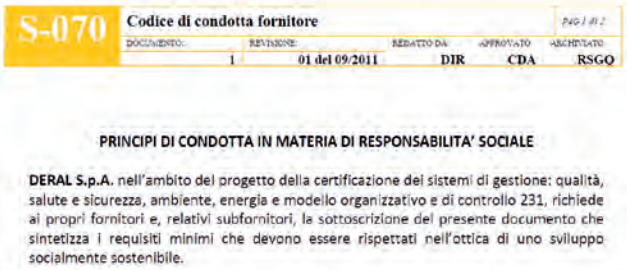 S-070 Codice di condotta fornitore PAG 1 di 2
DOCUMENTO: REVISIONE: REDATTO DA: APPROVATO ARCHIVIATO
1 01 del 09/2011 DIR CDA RSGQ
PRINCIPI DI CONDOTTA IN MATERIA DI RESPONSABILITA' SOCIALE
DERAL S.p.A. nell'ambito del progetto della certificazione dei sistemi di gestione: qualità,
salute e sicurezza, ambiente, energia e modello organizzativo e di controllo 231, richiede
ai propri fornitori e, relativi subfornitori, la sottoscrizione del presente documento che
sintetizza i requisiti minimi che devono essere rispettati nell'ottica di uno sviluppo
socialmente sostenibile.